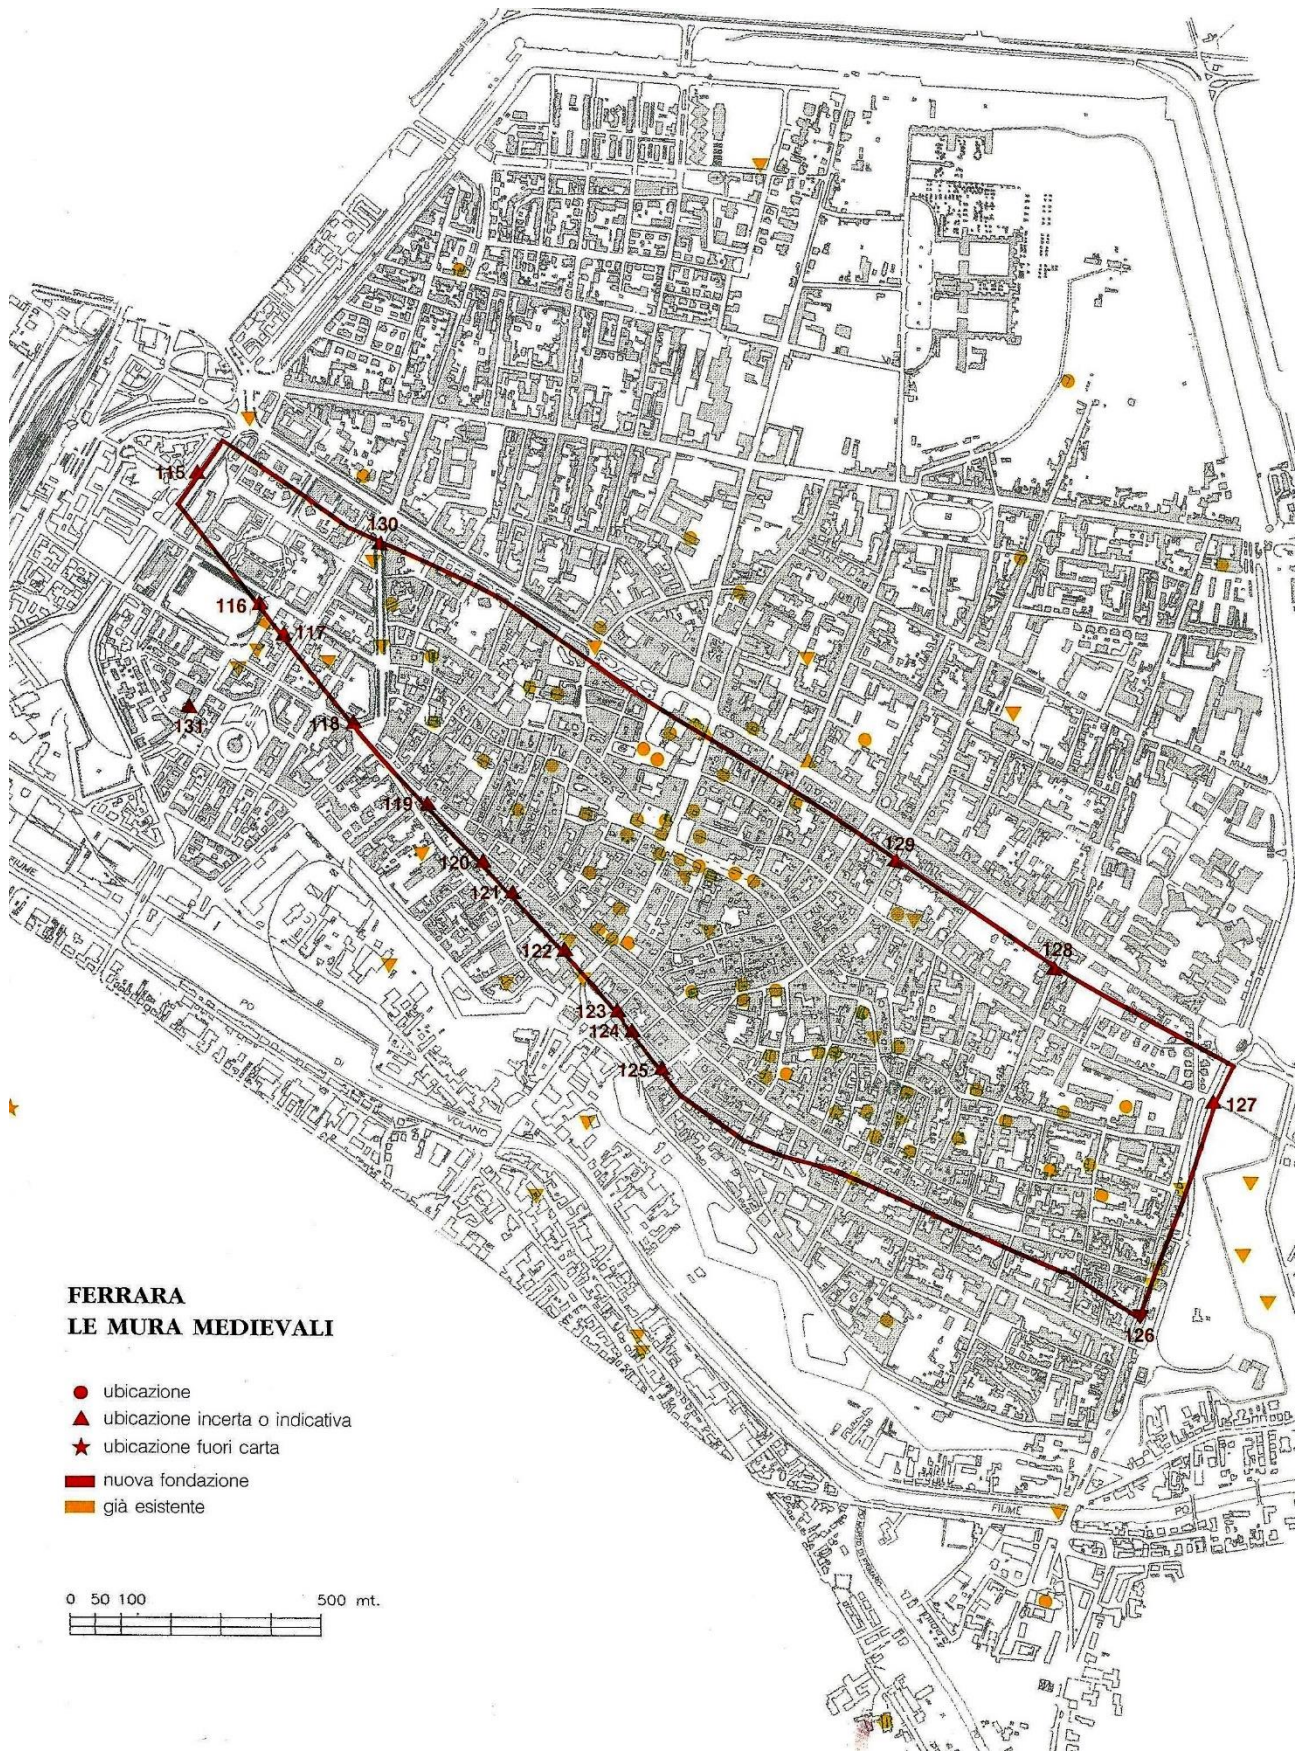 115
130
116
117
131
118
119
129
120
121
122
128
123
124
125
127
FIUME
PO
VOLANO
126
FERRARA
LE MURA MEDIEVALI
ubicazione
ubicazione incerta o indicativa
ubicazione fuori carta
nuova fondazione
già esistente
FIUME
PO
0 50 100 500 mt.